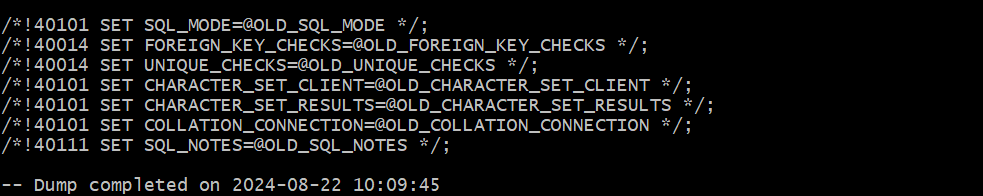 /*!40101 SET SQL_MODE=@OLD_SQL_MODE */;
/*!40014 SET FOREIGN_KEY_CHECKS=@OLD_FOREIGN_KEY_CHECKS */;
/*!40014 SET UNIQUE_CHECKS=@OLD_UNIQUE_CHECKS */;
/*!40101 SET CHARACTER_SET_CLIENT=@OLD_CHARACTER_SET_CLIENT */;
/*!40101 SET CHARACTER_SET_RESULTS=@OLD_CHARACTER_SET_RESULTS */;
/*!40101 SET COLLATION_CONNECTION=@OLD_COLLATION_CONNECTION */;
/*!40111 SET SQL_NOTES=@OLD_SQL_NOTES */;
-- Dump completed on 2024-08-22 10:09:45